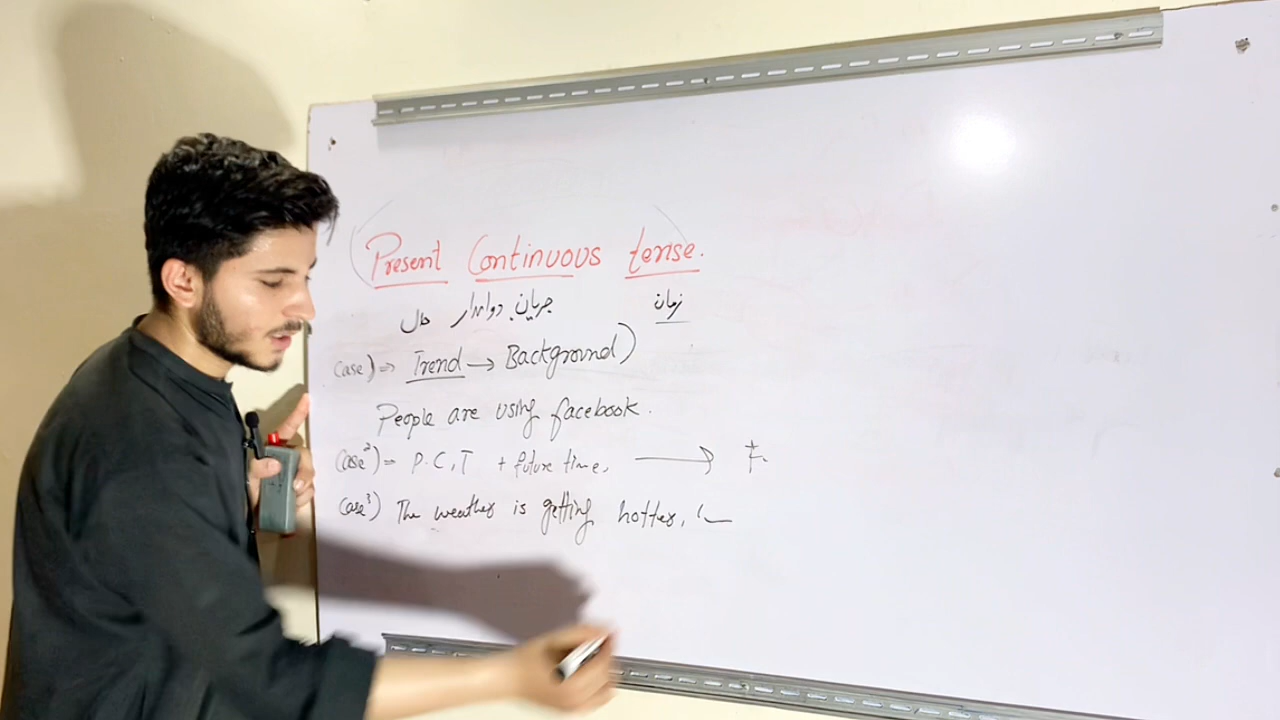 Present Continuous tense.
حال جریان دوامدار زمان
Case) ⇒ Trend → Background)
People are using facebook.
Case²) = P.C.T + future time. → F.
Case³) The weather is getting hotter.